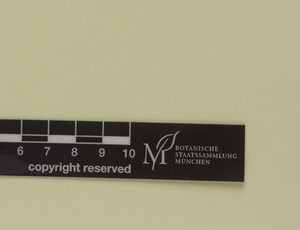 6 7 8 9 10
copyright reserved
M
BOTANISCHE
STAATSSAMMLUNG
MÜNCHEN